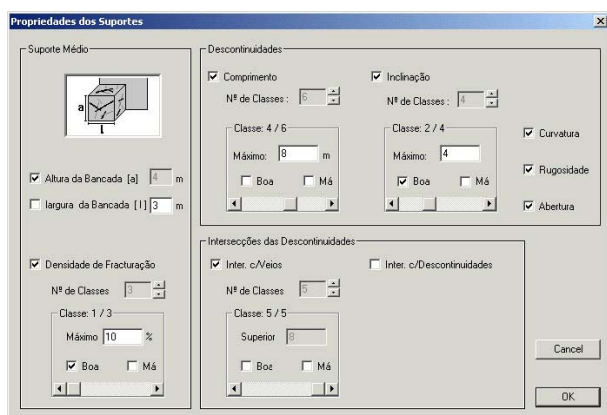 Propriedades dos Suportes
Suporte Médio
a
l
Altura da Bancada [a] 4 m
largura da Bancada [l] 3 m
Densidade de Fracturação
Nº de Classes 3
Classe: 1 / 3
Máximo 10 %
Boa Má
Descontinuidades
Comprimento
Nº de Classes : 6
Classe: 4 / 6
Máximo: 8 m
Boa Má
Inclinação
Nº de Classes : 4
Classe: 2 / 4
Máximo: 4
Boa Má
Curvatura
Rugosidade
Abertura
Intersecções das Descontinuidades
Inter. c/Veios
Nº de Classes 5
Classe: 5 / 5
Superior 8
Boa Má
Inter. c/Descontinuidades
Cancel
OK